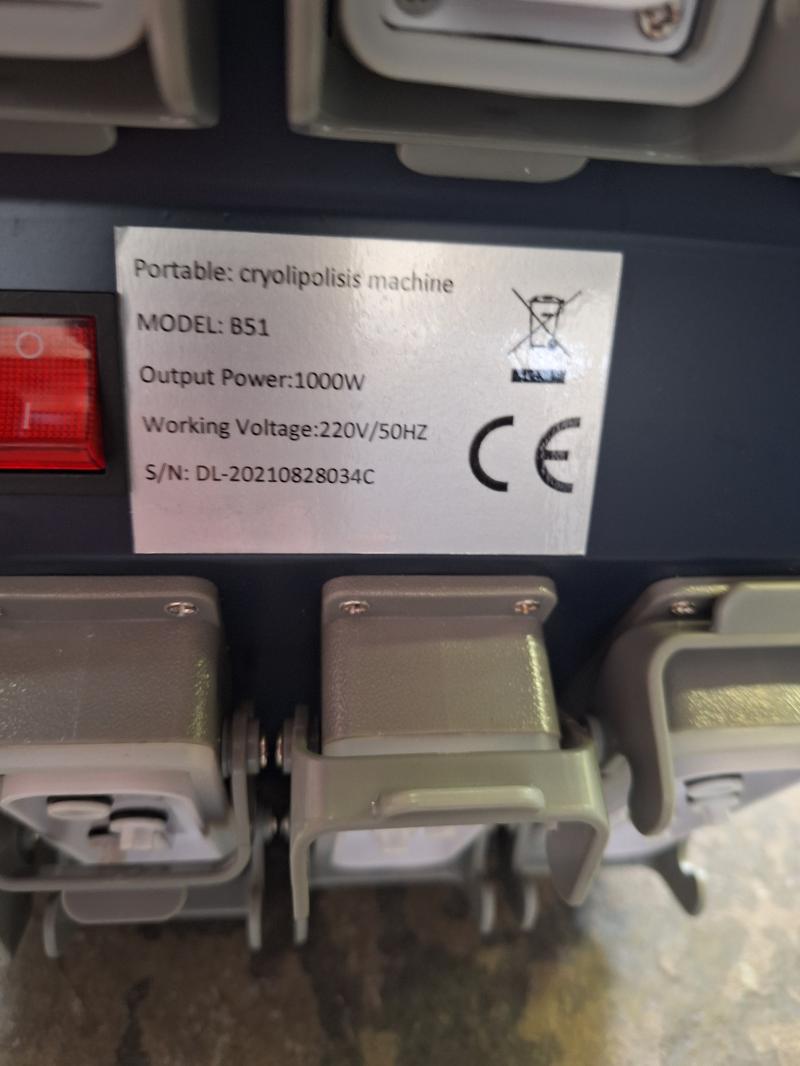 Portable: cryolipolisis machine
MODEL: B51
Output Power:1000W
Working Voltage:220V/50HZ
S/N: DL-20210828034C
CE